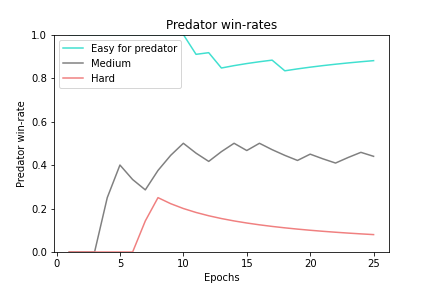 Predator win-rates
Easy for predator
Medium
Hard
Predator win-rate
1.0
0.8
0.6
0.4
0.2
0.0
0
5
10
15
20
25
Epochs